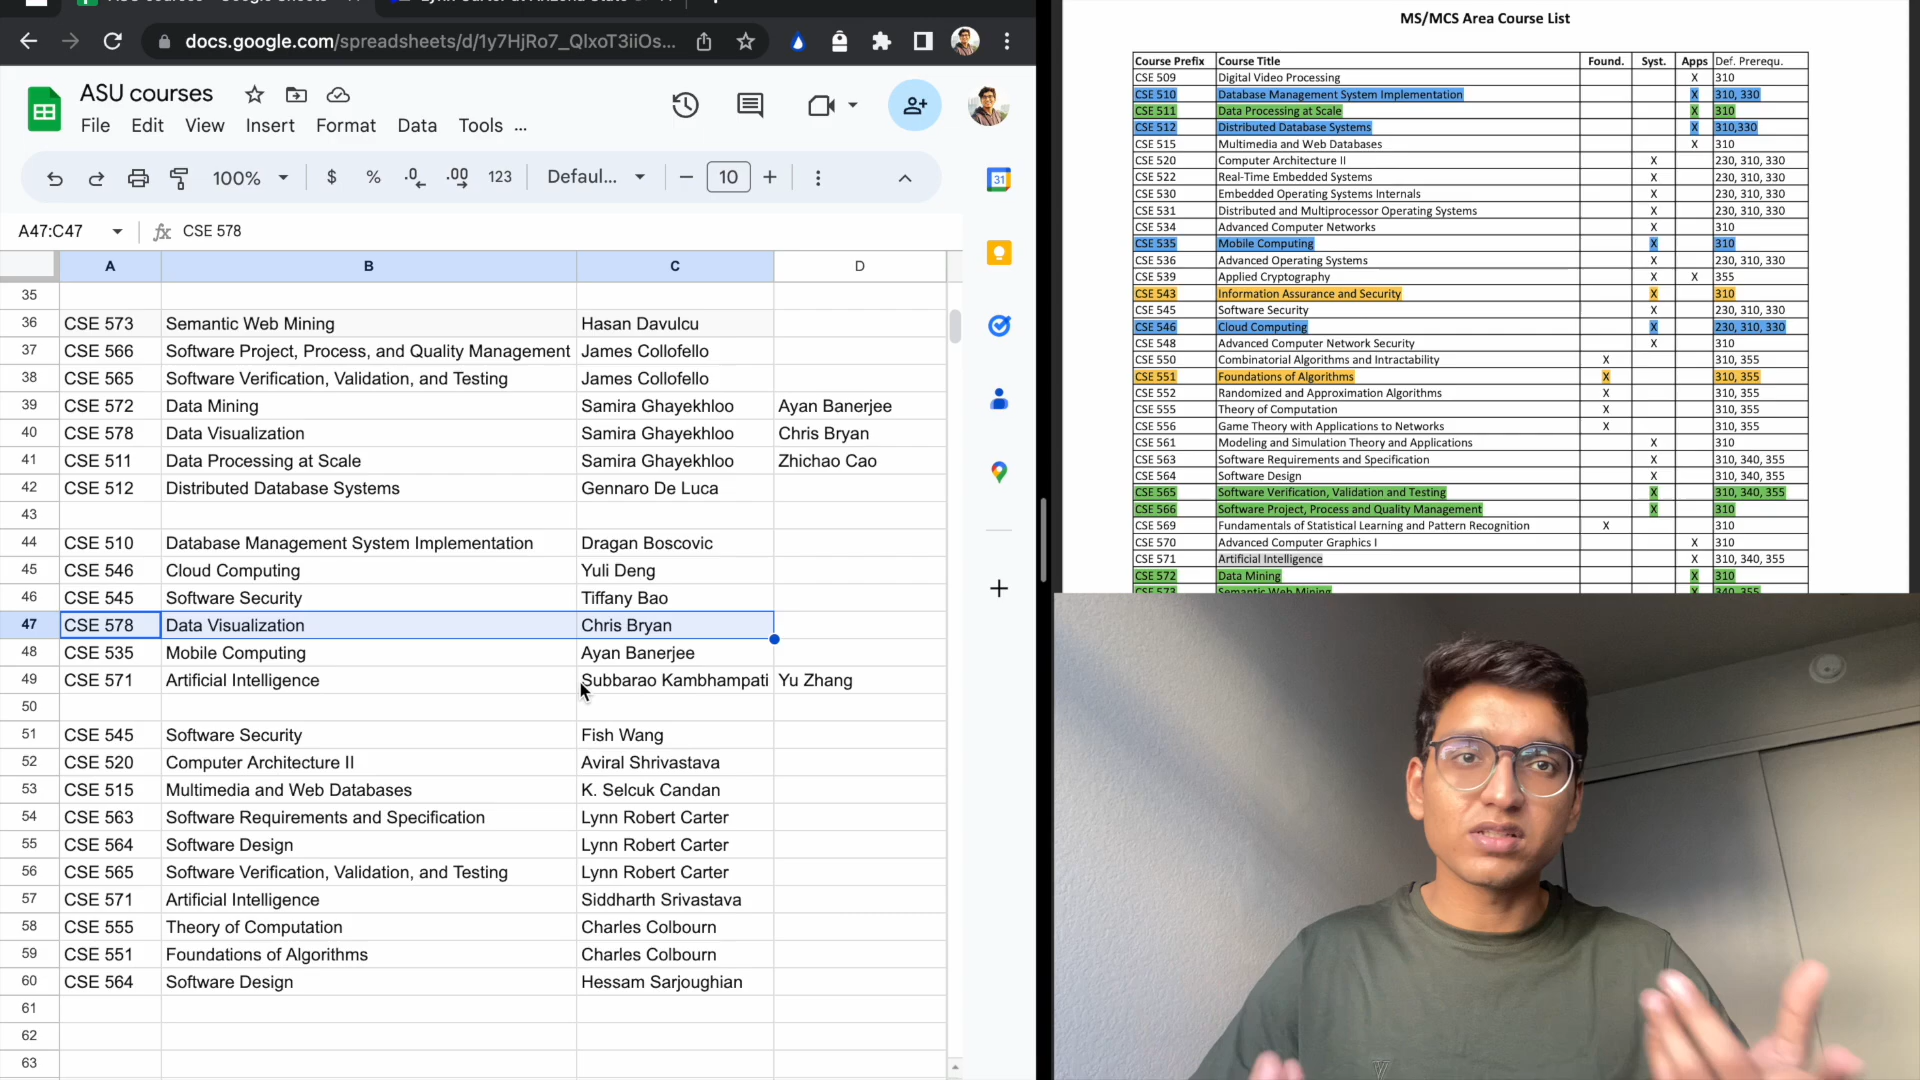 docs.google.com/spreadsheets/d/1y7HjRo7_QlxoT3iiOs...
ASU courses
File Edit View Insert Format Data Tools ...
100% $ % .0 .00 123 Defaul... 10
31
A47:C47 fx CSE 578
A B C D
35
36 CSE 573 Semantic Web Mining Hasan Davulcu
37 CSE 566 Software Project, Process, and Quality Management James Collofello
38 CSE 565 Software Verification, Validation, and Testing James Collofello
39 CSE 572 Data Mining Samira Ghayekhloo Ayan Banerjee
40 CSE 578 Data Visualization Samira Ghayekhloo Chris Bryan
41 CSE 511 Data Processing at Scale Samira Ghayekhloo Zhichao Cao
42 CSE 512 Distributed Database Systems Gennaro De Luca
43
44 CSE 510 Database Management System Implementation Dragan Boscovic
45 CSE 546 Cloud Computing Yuli Deng
46 CSE 545 Software Security Tiffany Bao
47 CSE 578 Data Visualization Chris Bryan
48 CSE 535 Mobile Computing Ayan Banerjee
49 CSE 571 Artificial Intelligence Subbarao Kambhampati Yu Zhang
50
51 CSE 545 Software Security Fish Wang
52 CSE 520 Computer Architecture II Aviral Shrivastava
53 CSE 515 Multimedia and Web Databases K. Selcuk Candan
54 CSE 563 Software Requirements and Specification Lynn Robert Carter
55 CSE 564 Software Design Lynn Robert Carter
56 CSE 565 Software Verification, Validation, and Testing Lynn Robert Carter
57 CSE 571 Artificial Intelligence Siddharth Srivastava
58 CSE 555 Theory of Computation Charles Colbourn
59 CSE 551 Foundations of Algorithms Charles Colbourn
60 CSE 564 Software Design Hessam Sarjoughian
61
62
63
MS/MCS Area Course List
Course Prefix Course Title Found. Syst. Apps Def. Prerequ.
CSE 509 Digital Video Processing X 310
CSE 510 Database Management System Implementation X 310, 330
CSE 511 Data Processing at Scale X 310
CSE 512 Distributed Database Systems X 310,330
CSE 515 Multimedia and Web Databases X 310
CSE 520 Computer Architecture II X 230, 310, 330
CSE 522 Real-Time Embedded Systems X 230, 310, 330
CSE 530 Embedded Operating Systems Internals X 230, 310, 330
CSE 531 Distributed and Multiprocessor Operating Systems X 230, 310, 330
CSE 534 Advanced Computer Networks X 310
CSE 535 Mobile Computing X 310
CSE 536 Advanced Operating Systems X 230, 310, 330
CSE 539 Applied Cryptography X X 355
CSE 543 Information Assurance and Security X 310
CSE 545 Software Security X 230, 310, 330
CSE 546 Cloud Computing X 230, 310, 330
CSE 548 Advanced Computer Network Security X 310
CSE 550 Combinatorial Algorithms and Intractability X 310, 355
CSE 551 Foundations of Algorithms X 310, 355
CSE 552 Randomized and Approximation Algorithms X 310, 355
CSE 555 Theory of Computation X 310, 355
CSE 556 Game Theory with Applications to Networks X 310, 355
CSE 561 Modeling and Simulation Theory and Applications X 310
CSE 563 Software Requirements and Specification X 310, 340, 355
CSE 564 Software Design X 310, 340, 355
CSE 565 Software Verification, Validation and Testing X 310, 340, 355
CSE 566 Software Project, Process and Quality Management X 310
CSE 569 Fundamentals of Statistical Learning and Pattern Recognition X 310
CSE 570 Advanced Computer Graphics I X 310
CSE 571 Artificial Intelligence X 310, 340, 355
CSE 572 Data Mining X 310
CSE 573 Semantic Web Mining X 340, 355